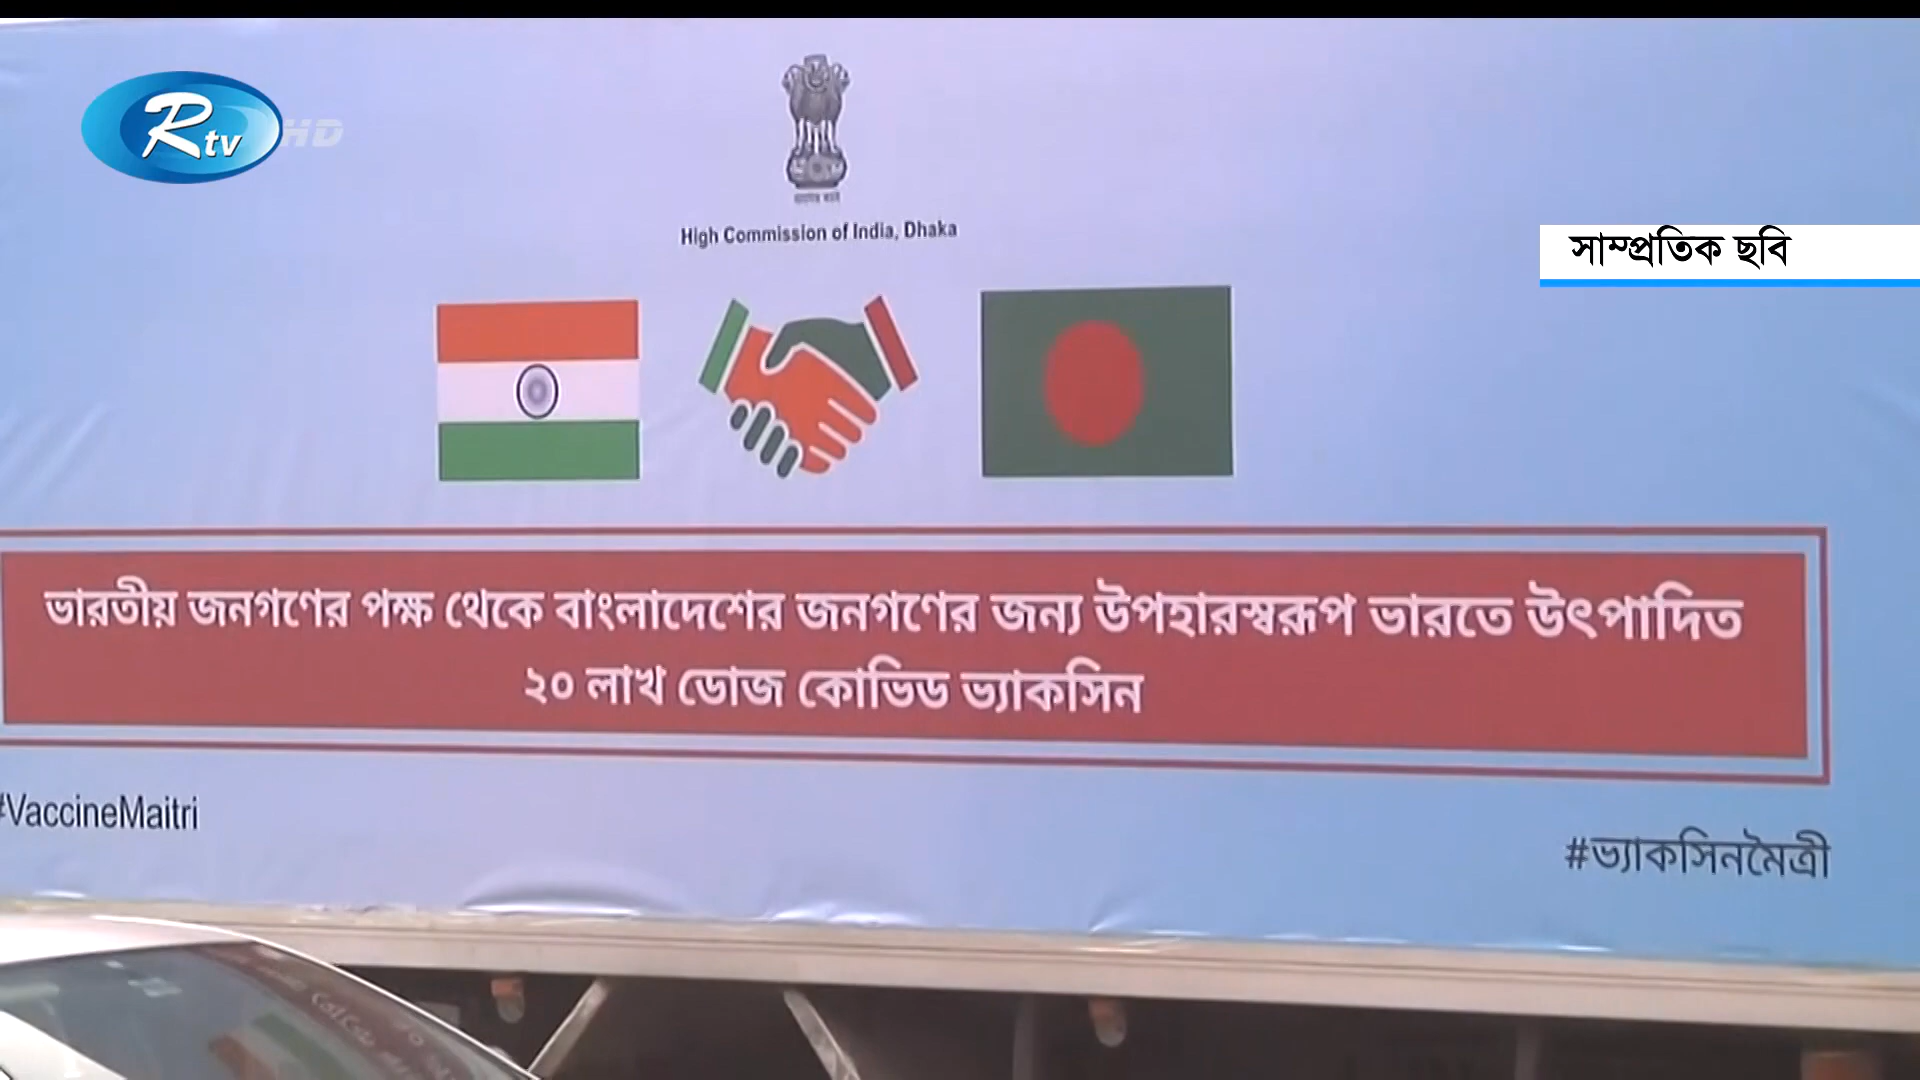 Rtv HD
High Commission of India, Dhaka
সাম্প্রতিক ছবি
ভারতীয় জনগণের পক্ষ থেকে বাংলাদেশের জনগণের জন্য উপহারস্বরূপ ভারতে উৎপাদিত
২০ লাখ ডোজ কোভিড ভ্যাকসিন
#VaccineMaitri
#ভ্যাকসিনমৈত্রী